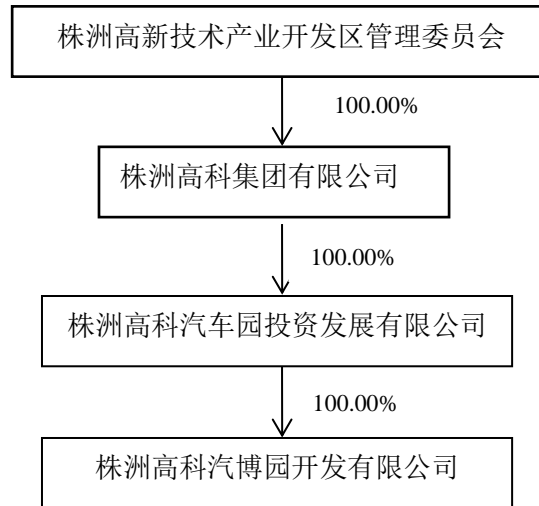 株洲高新技术产业开发区管理委员会
100.00%
株洲高科集团有限公司
100.00%
株洲高科汽车园投资发展有限公司
100.00%
株洲高科汽博园开发有限公司